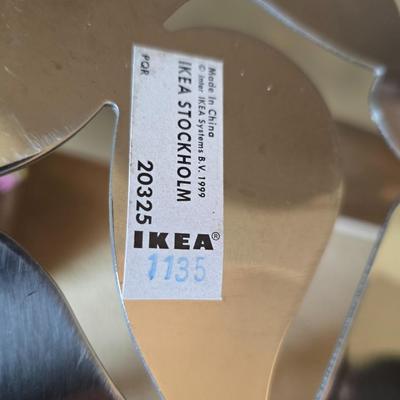 Made in China
© Inter IKEA Systems B.V. 1999
IKEA STOCKHOLM
PQR
20325
IKEA®
1135